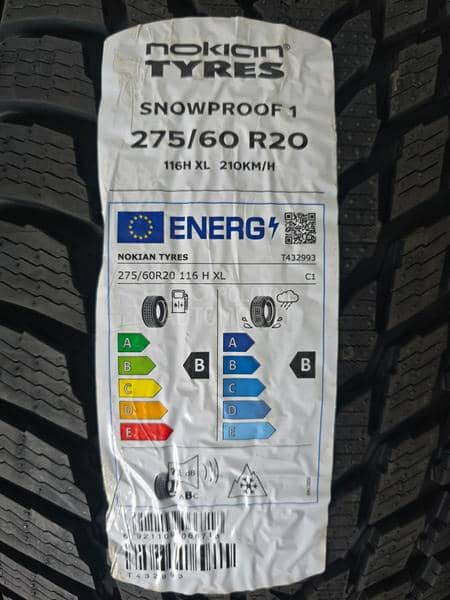 nokian®
TYRES
SNOWPROOF 1
275/60 R20
116H XL 210KM/H
ENERG
NOKIAN TYRES T432993
275/60R20 116 H XL C1
A A
B B B B
C C
D D
E E
dB
ABC
T432993